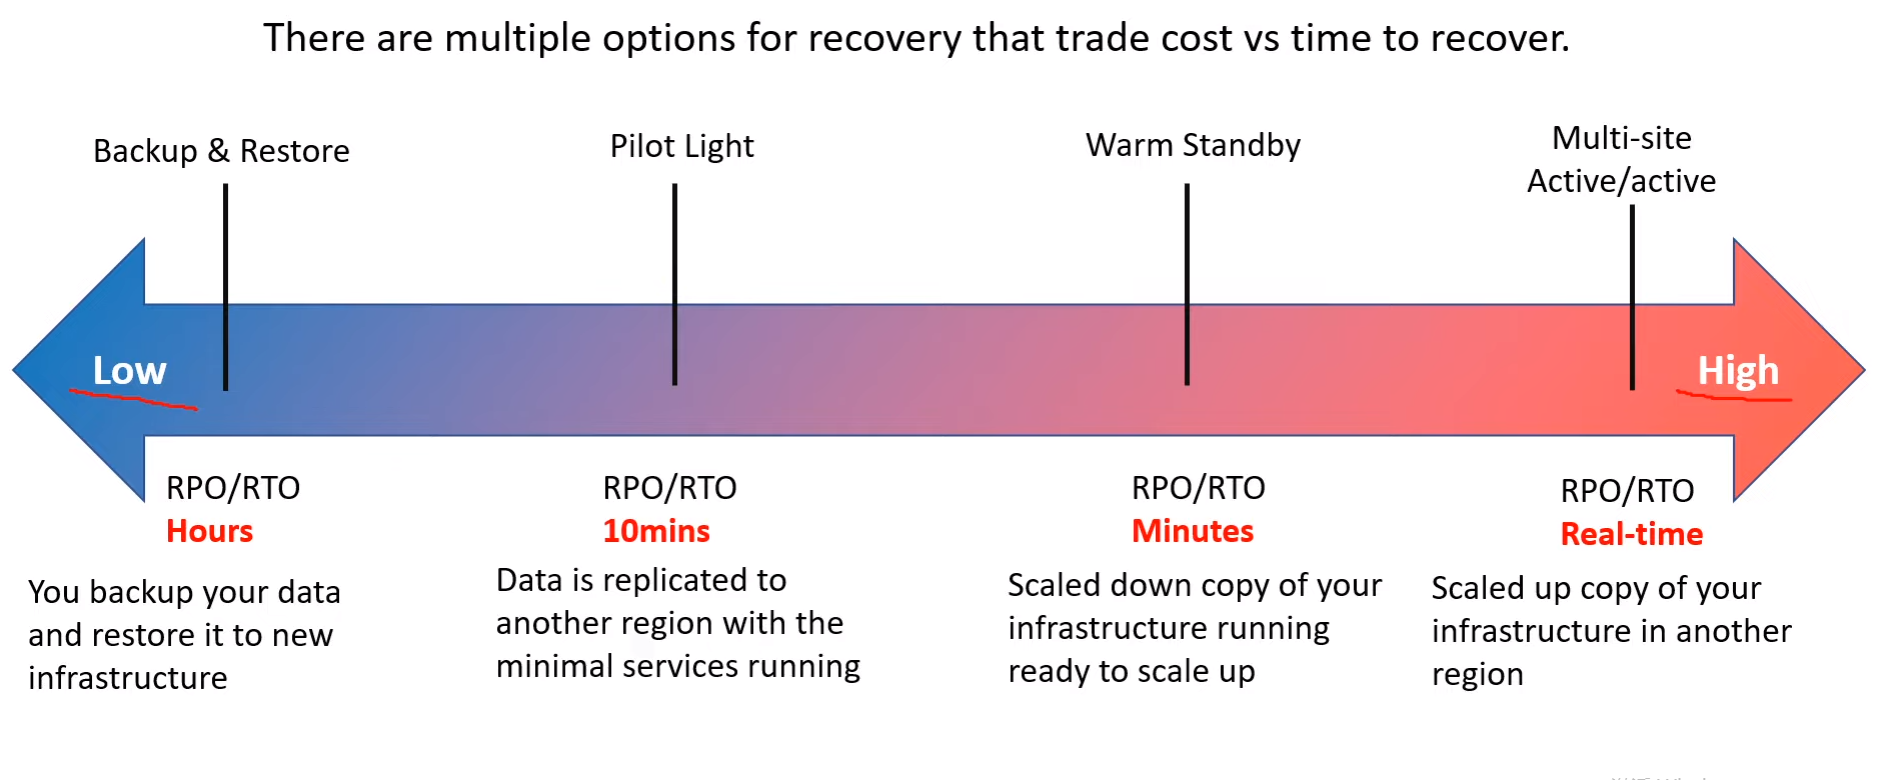 There are multiple options for recovery that trade cost vs time to recover.
Backup & Restore
Pilot Light
Warm Standby
Multi-site
Active/active
Low
High
RPO/RTO
Hours
You backup your data
and restore it to new
infrastructure
RPO/RTO
10mins
Data is replicated to
another region with the
minimal services running
RPO/RTO
Minutes
Scaled down copy of your
infrastructure running
ready to scale up
RPO/RTO
Real-time
Scaled up copy of your
infrastructure in another
region